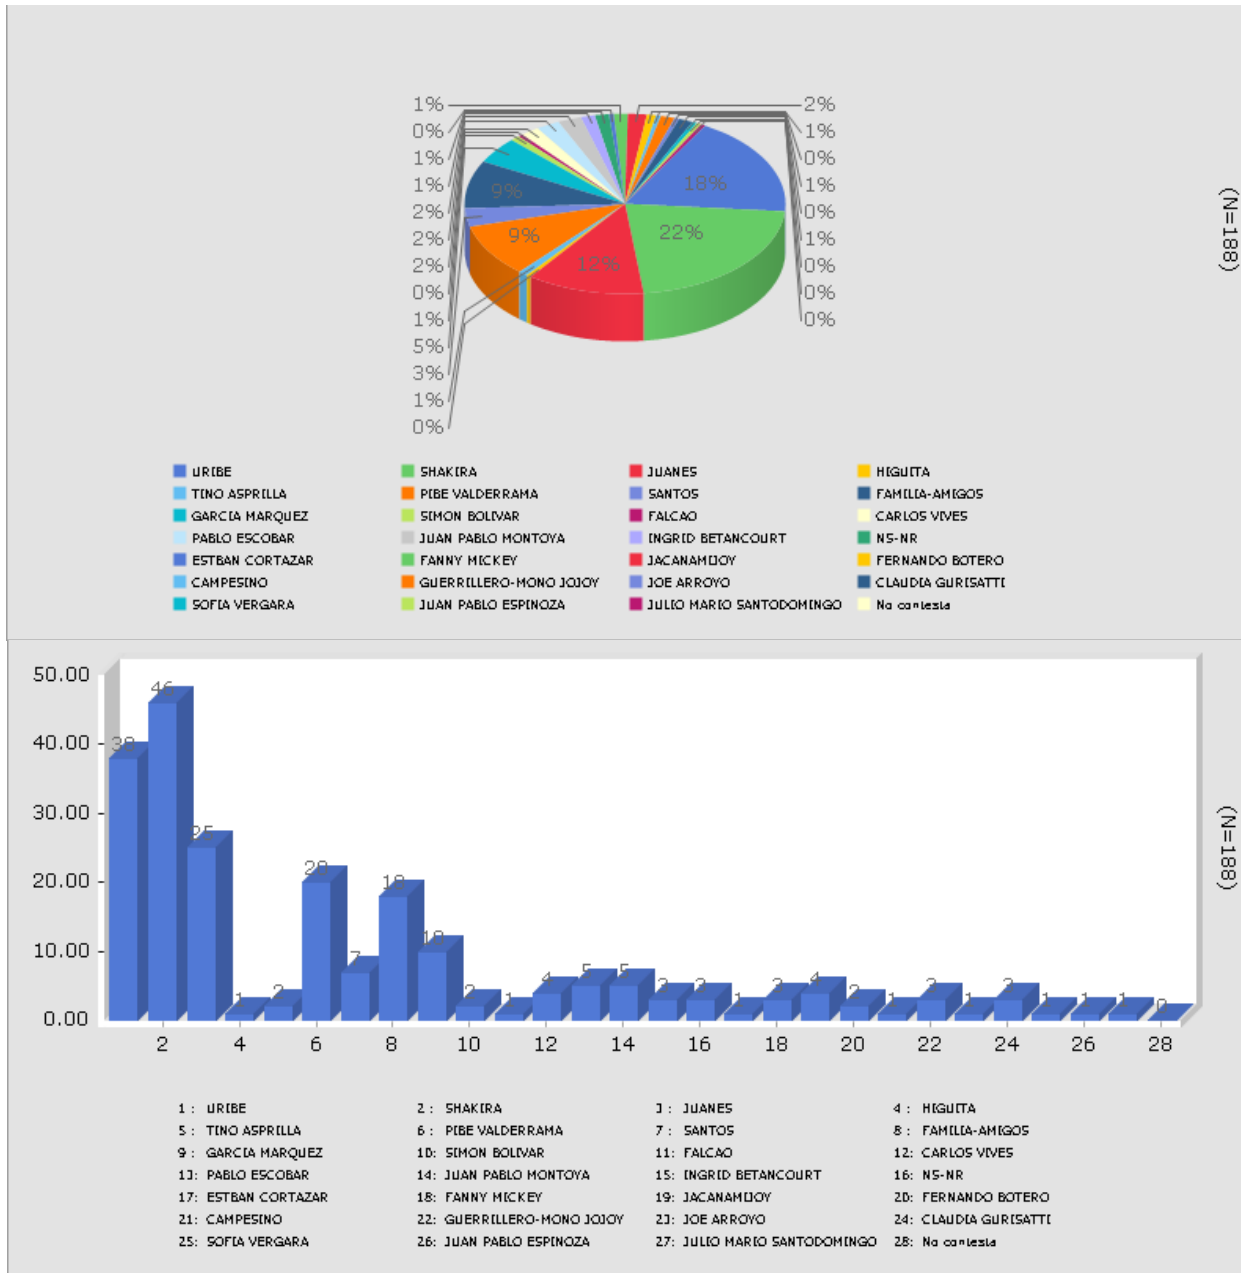 1% 2%
0% 1%
1% 0%
1% 1%
2% 0%
2% 1%
2% 0%
0% 0%
1% 0%
5%
3%
1%
0%
18%
22%
12%
9%
9%
(N=188)
URIBE SHAKIRA JUANES HIGUITA
TINO ASPRILLA PIBE VALDERRAMA SANTOS FAMILIA-AMIGOS
GARCIA MARQUEZ SIMON BOLIVAR FALCAO CARLOS VIVES
PABLO ESCOBAR JUAN PABLO MONTOYA INGRID BETANCOURT NS-NR
ESTBAN CORTAZAR FANNY MICKEY JACANAMIJOY FERNANDO BOTERO
CAMPESINO GUERRILLERO-MONO JOJOY JOE ARROYO CLAUDIA GURISATTI
SOFIA VERGARA JUAN PABLO ESPINOZA JULIO MARIO SANTODOMINGO No contesta
50.00
40.00
30.00
20.00
10.00
0.00
38 46 25 1 2 20 7 18 10 2 1 4 5 5 3 3 1 3 4 2 1 3 1 3 1 1 1 0
2 4 6 8 10 12 14 16 18 20 22 24 26 28
(N=188)
1 : URIBE 2 : SHAKIRA 3 : JUANES 4 : HIGUITA
5 : TINO ASPRILLA 6 : PIBE VALDERRAMA 7 : SANTOS 8 : FAMILIA-AMIGOS
9 : GARCIA MARQUEZ 10: SIMON BOLIVAR 11: FALCAO 12: CARLOS VIVES
13: PABLO ESCOBAR 14: JUAN PABLO MONTOYA 15: INGRID BETANCOURT 16: NS-NR
17: ESTBAN CORTAZAR 18: FANNY MICKEY 19: JACANAMIJOY 20: FERNANDO BOTERO
21: CAMPESINO 22: GUERRILLERO-MONO JOJOY 23: JOE ARROYO 24: CLAUDIA GURISATTI
25: SOFIA VERGARA 26: JUAN PABLO ESPINOZA 27: JULIO MARIO SANTODOMINGO 28: No contesta